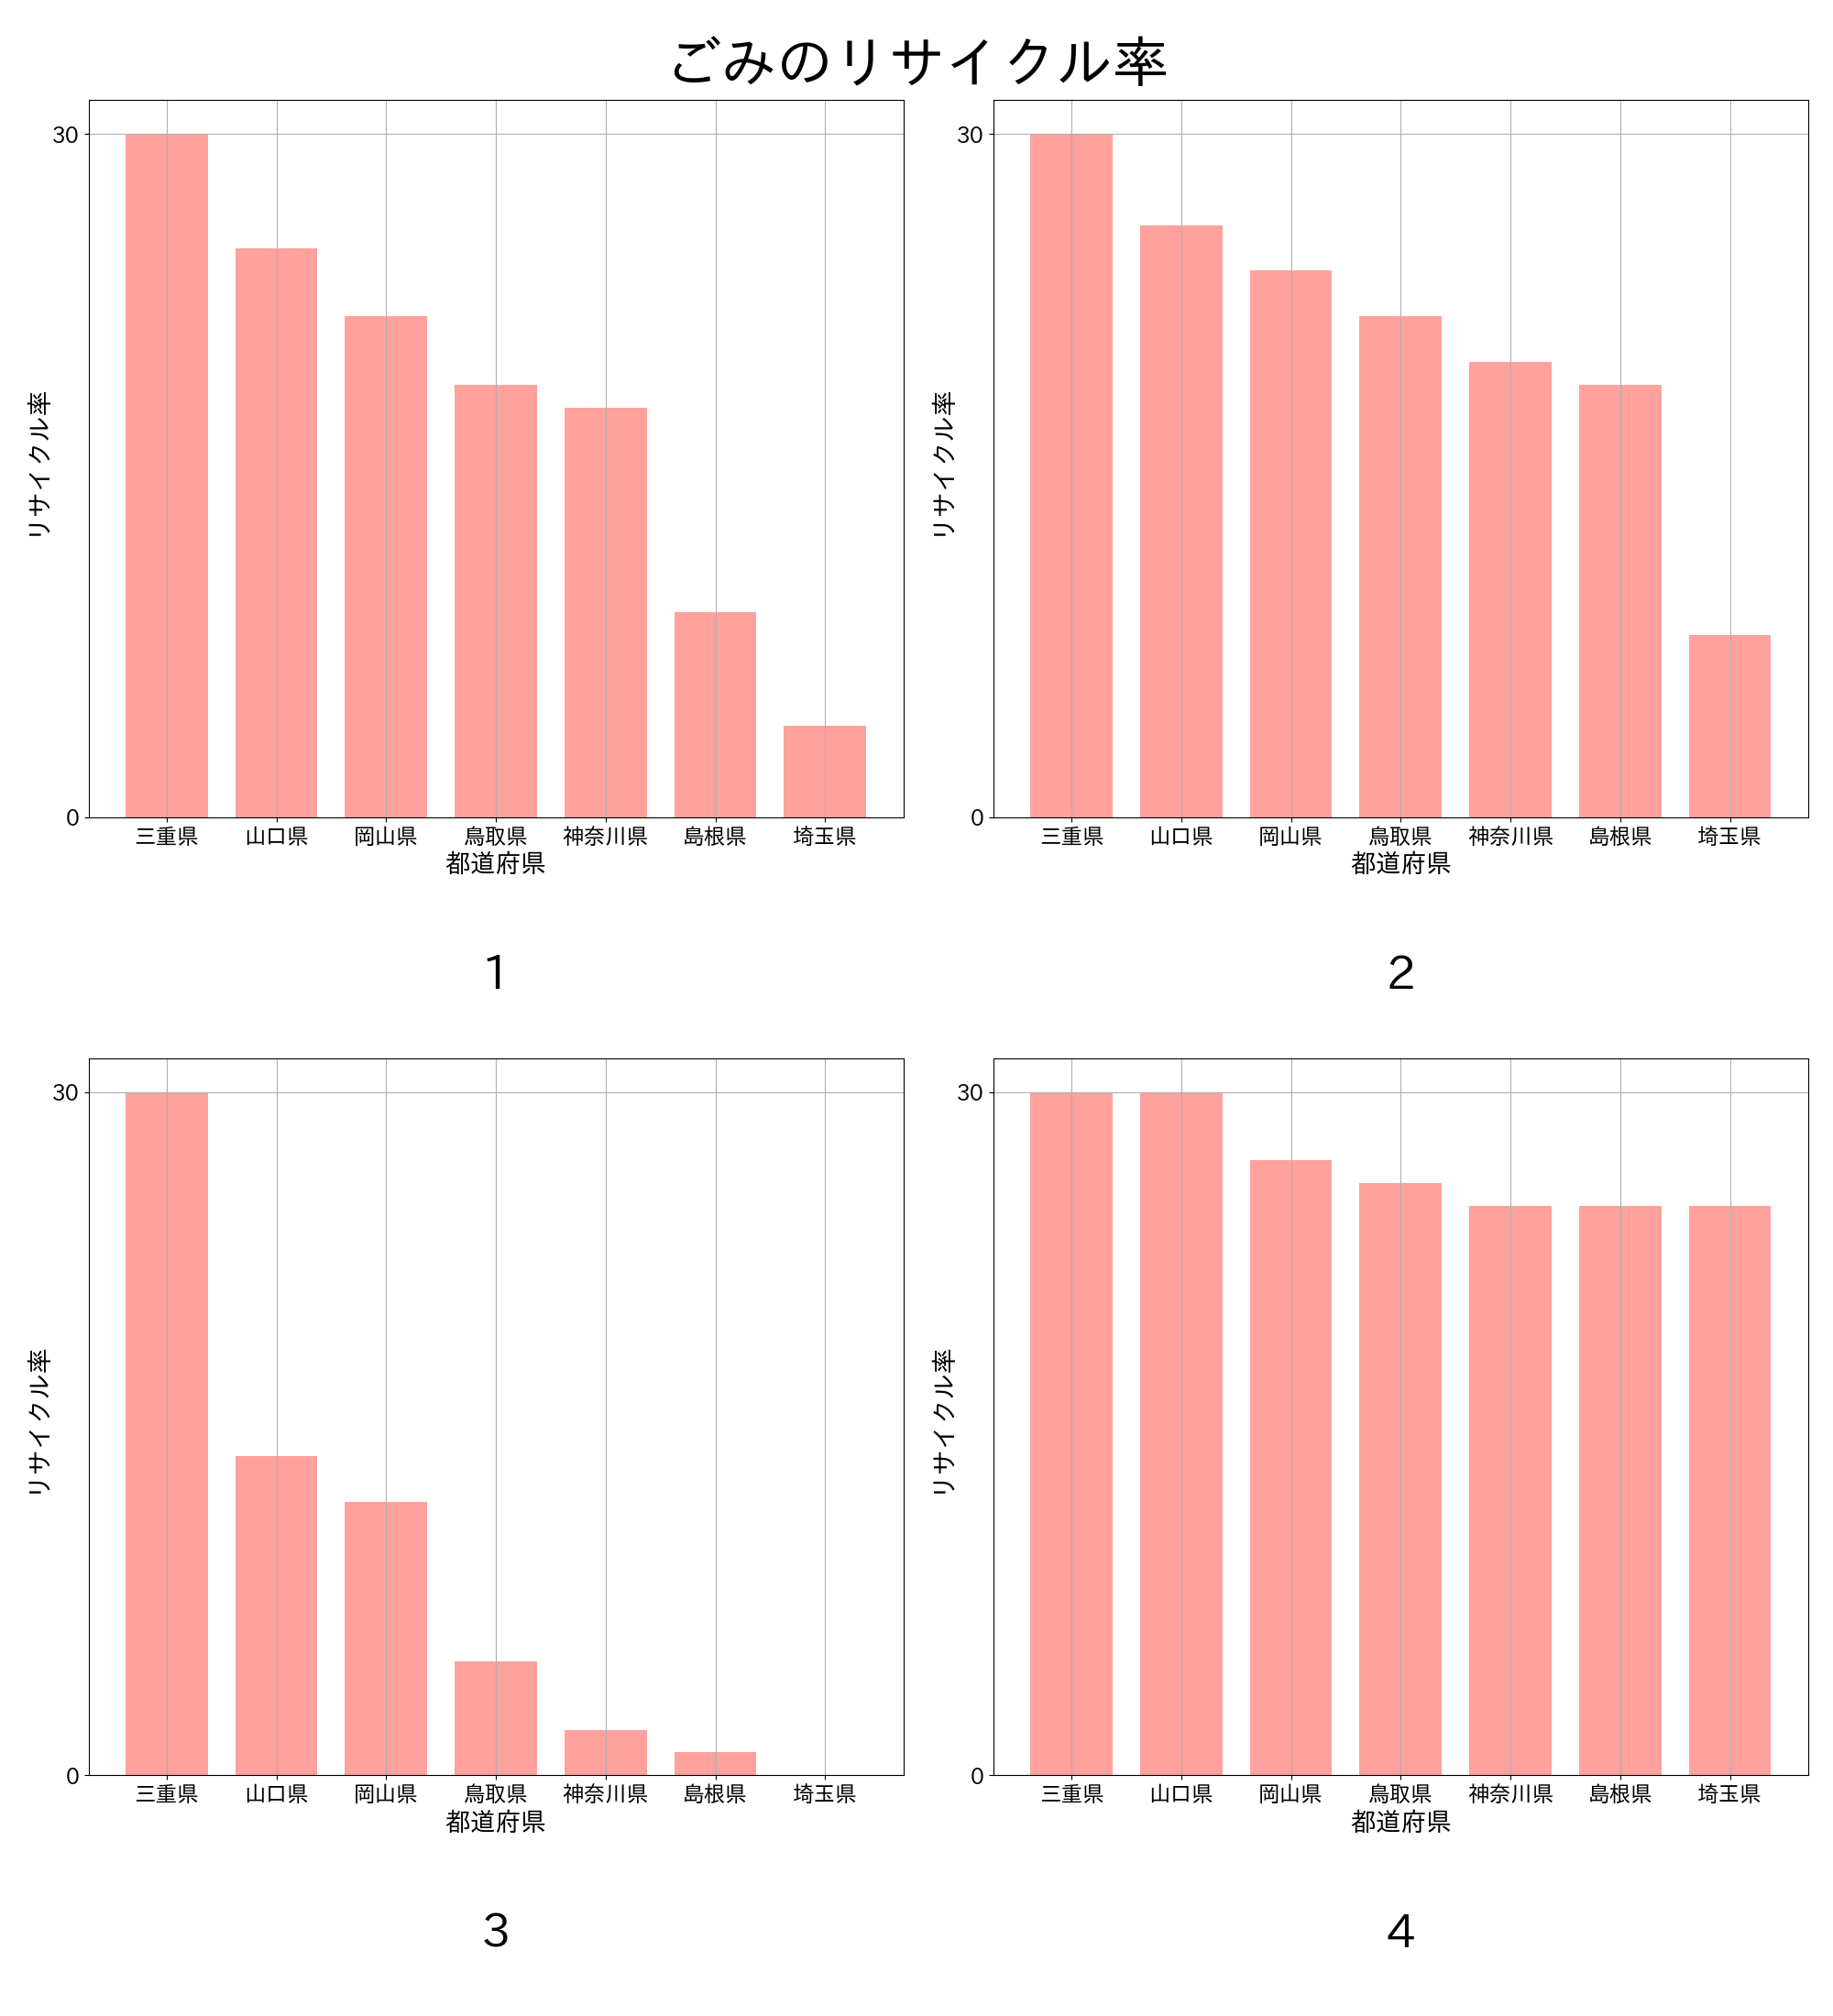 ごみのリサイクル率
30
0
リサイクル率
三重県 山口県 岡山県 鳥取県 神奈川県 島根県 埼玉県
都道府県
1
30
0
リサイクル率
三重県 山口県 岡山県 鳥取県 神奈川県 島根県 埼玉県
都道府県
2
30
0
リサイクル率
三重県 山口県 岡山県 鳥取県 神奈川県 島根県 埼玉県
都道府県
3
30
0
リサイクル率
三重県 山口県 岡山県 鳥取県 神奈川県 島根県 埼玉県
都道府県
4